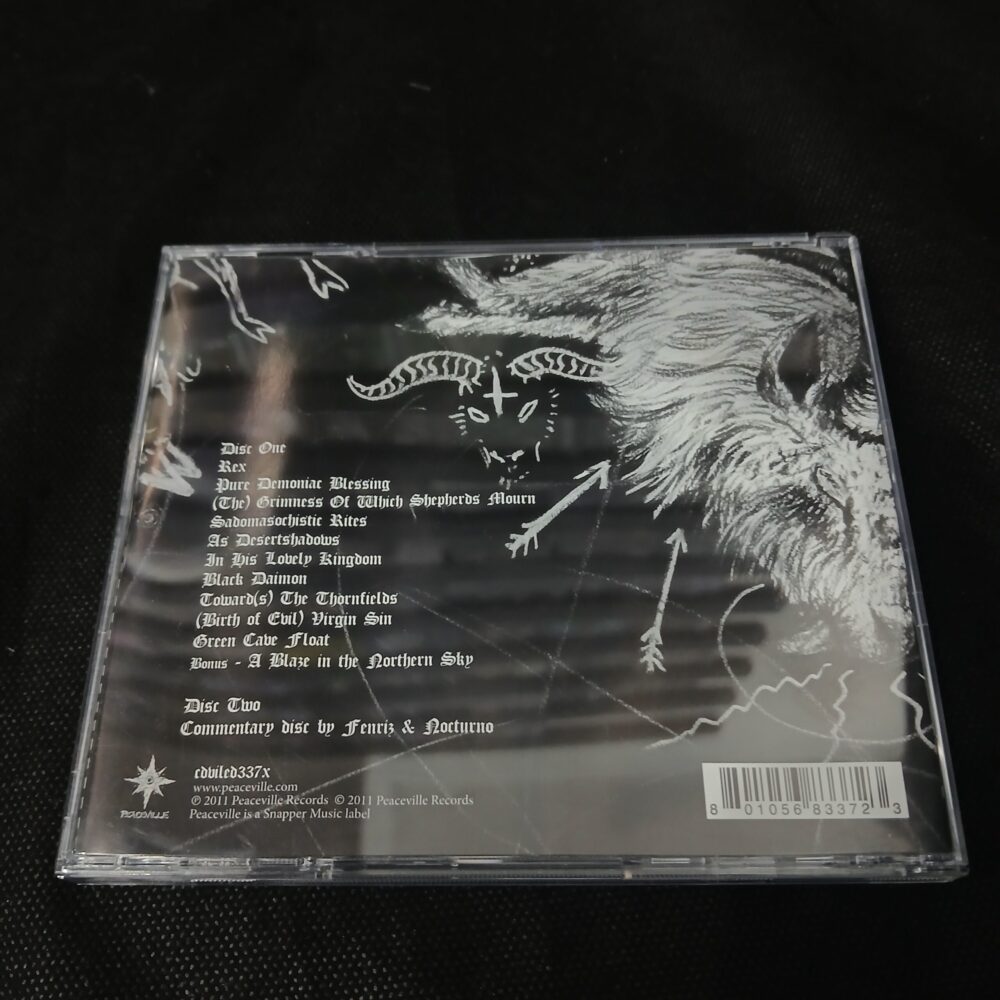 Disc One
Rex
Pure Demoniac Blessing
(The) Grimness Of Which Shepherds Mourn
Sadomasochistic Rites
As Desertshadows
In His Lovely Kingdom
Black Daimon
Toward(s) The Thornfields
(Birth of Evil) Virgin Sin
Green Cave Float
Bonus - A Blaze in the Northern Sky
Disc Two
Commentary disc by Fenriz & Nocturno
PEACEVILLE
cdviled337x
www.peaceville.com
℗ 2011 Peaceville Records © 2011 Peaceville Records
Peaceville is a Snapper Music label
8 01056 83372 3